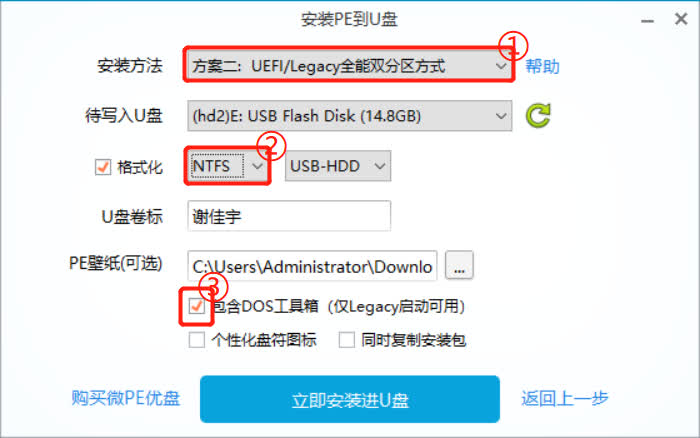 安装PE到U盘
①
安装方法 方案二：UEFI/Legacy全能双分区方式 帮助
待写入U盘 (hd2)E: USB Flash Disk (14.8GB)
②
格式化 NTFS USB-HDD
U盘卷标 谢佳宇
PE壁纸(可选) C:\Users\Administrator\Downlo ...
③
包含DOS工具箱（仅Legacy启动可用）
个性化盘符图标 同时复制安装包
购买微PE优盘 立即安装进U盘 返回上一步